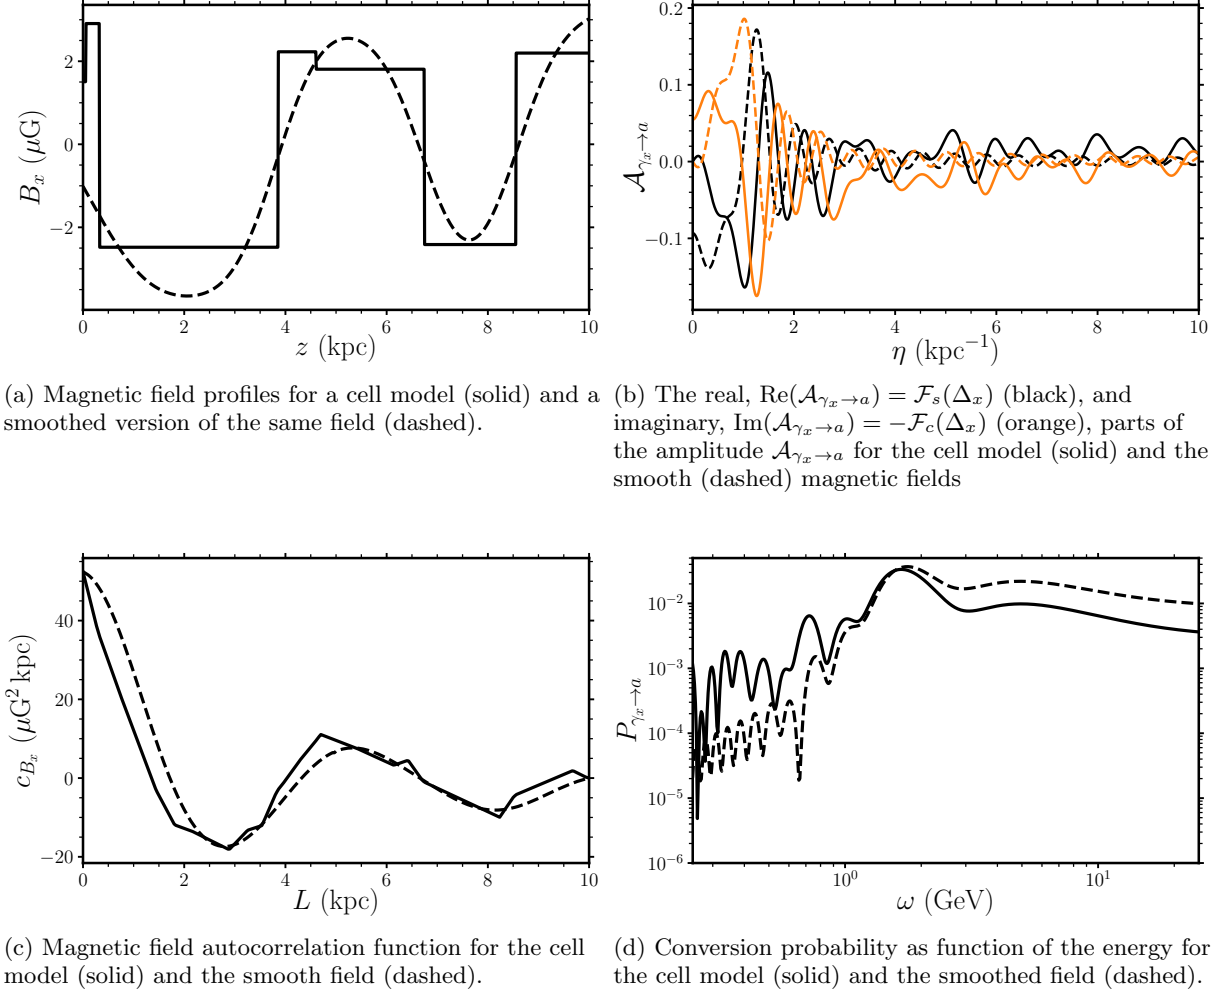 2
0
−2
B_x (μG)
0 2 4 6 8 10
z (kpc)
0.2
0.1
0.0
−0.1
𝒜_{γ_x→a}
0 2 4 6 8 10
η (kpc^{−1})
(a) Magnetic field profiles for a cell model (solid) and a
smoothed version of the same field (dashed).
(b) The real, Re(𝒜_{γ_x→a}) = ℱ_s(Δ_x) (black), and
imaginary, Im(𝒜_{γ_x→a}) = −ℱ_c(Δ_x) (orange), parts of
the amplitude 𝒜_{γ_x→a} for the cell model (solid) and the
smooth (dashed) magnetic fields
40
20
0
−20
c_{B_x} (μG² kpc)
0 2 4 6 8 10
L (kpc)
10^{−2}
10^{−3}
10^{−4}
10^{−5}
10^{−6}
P_{γ_x→a}
10^0 10^1
ω (GeV)
(c) Magnetic field autocorrelation function for the cell
model (solid) and the smooth field (dashed).
(d) Conversion probability as function of the energy for
the cell model (solid) and the smoothed field (dashed).